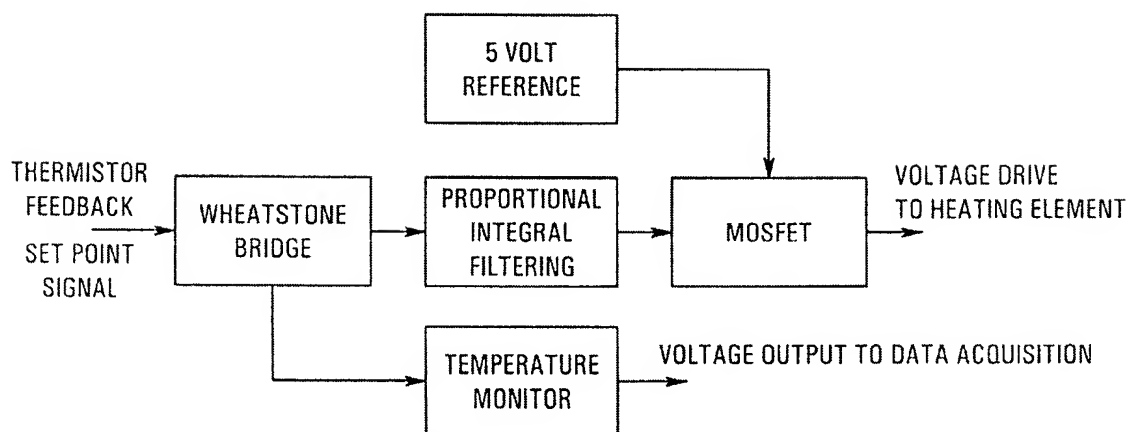 5 VOLT
REFERENCE
THERMISTOR
FEEDBACK
SET POINT
SIGNAL
WHEATSTONE
BRIDGE
PROPORTIONAL
INTEGRAL
FILTERING
MOSFET
VOLTAGE DRIVE
TO HEATING ELEMENT
TEMPERATURE
MONITOR
VOLTAGE OUTPUT TO DATA ACQUISITION